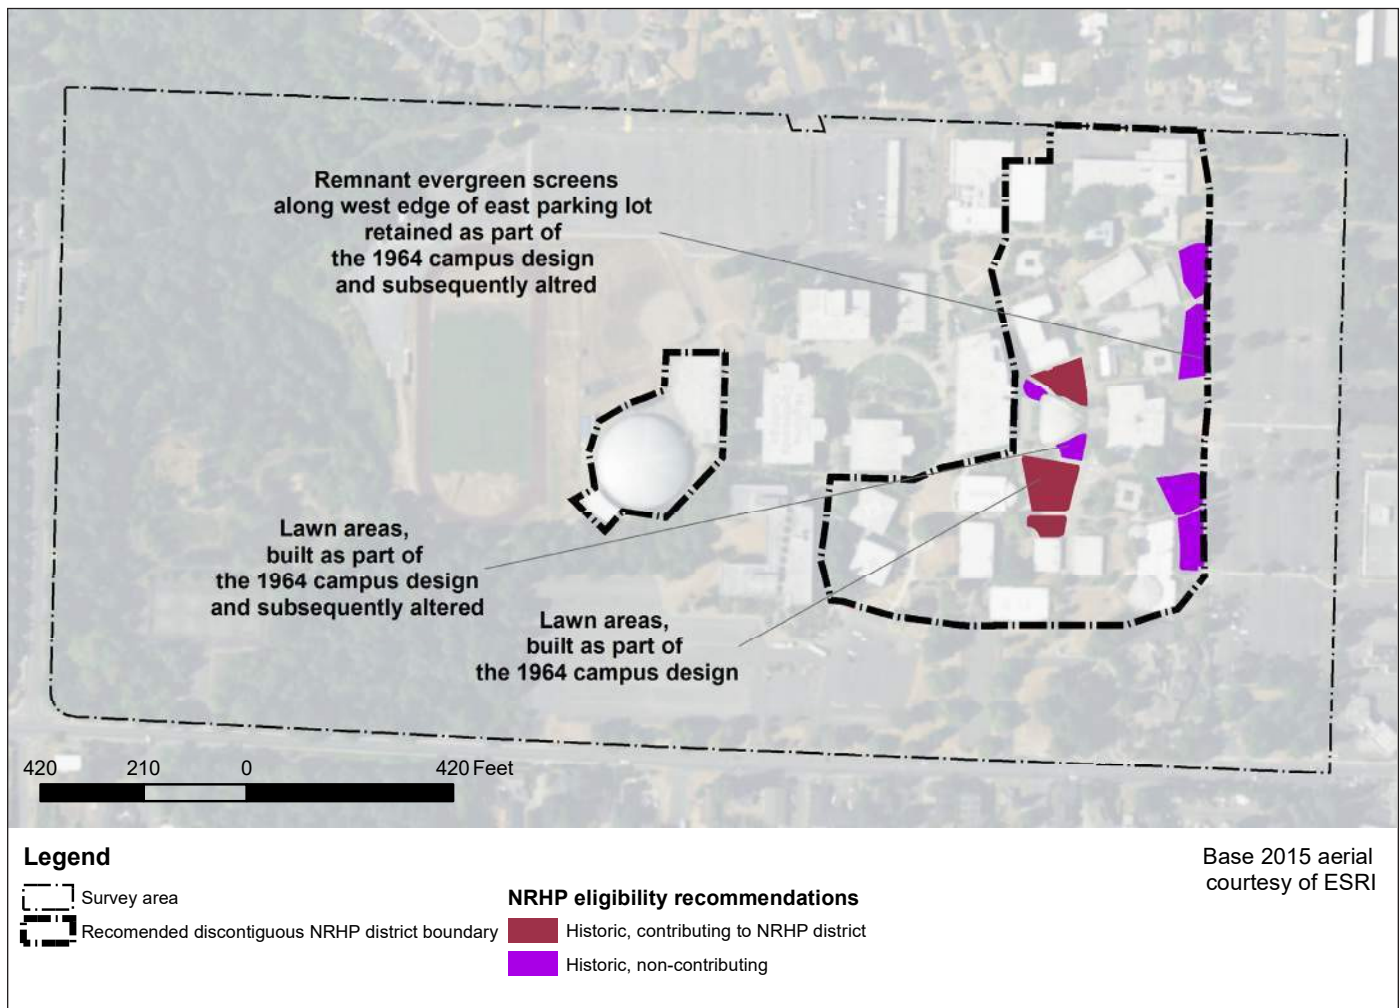 Remnant evergreen screens
along west edge of east parking lot
retained as part of
the 1964 campus design
and subsequently altred
Lawn areas,
built as part of
the 1964 campus design
and subsequently altered
Lawn areas,
built as part of
the 1964 campus design
420 210 0 420 Feet
Legend
Survey area
Recomended discontiguous NRHP district boundary
NRHP eligibility recommendations
Historic, contributing to NRHP district
Historic, non-contributing
Base 2015 aerial
courtesy of ESRI